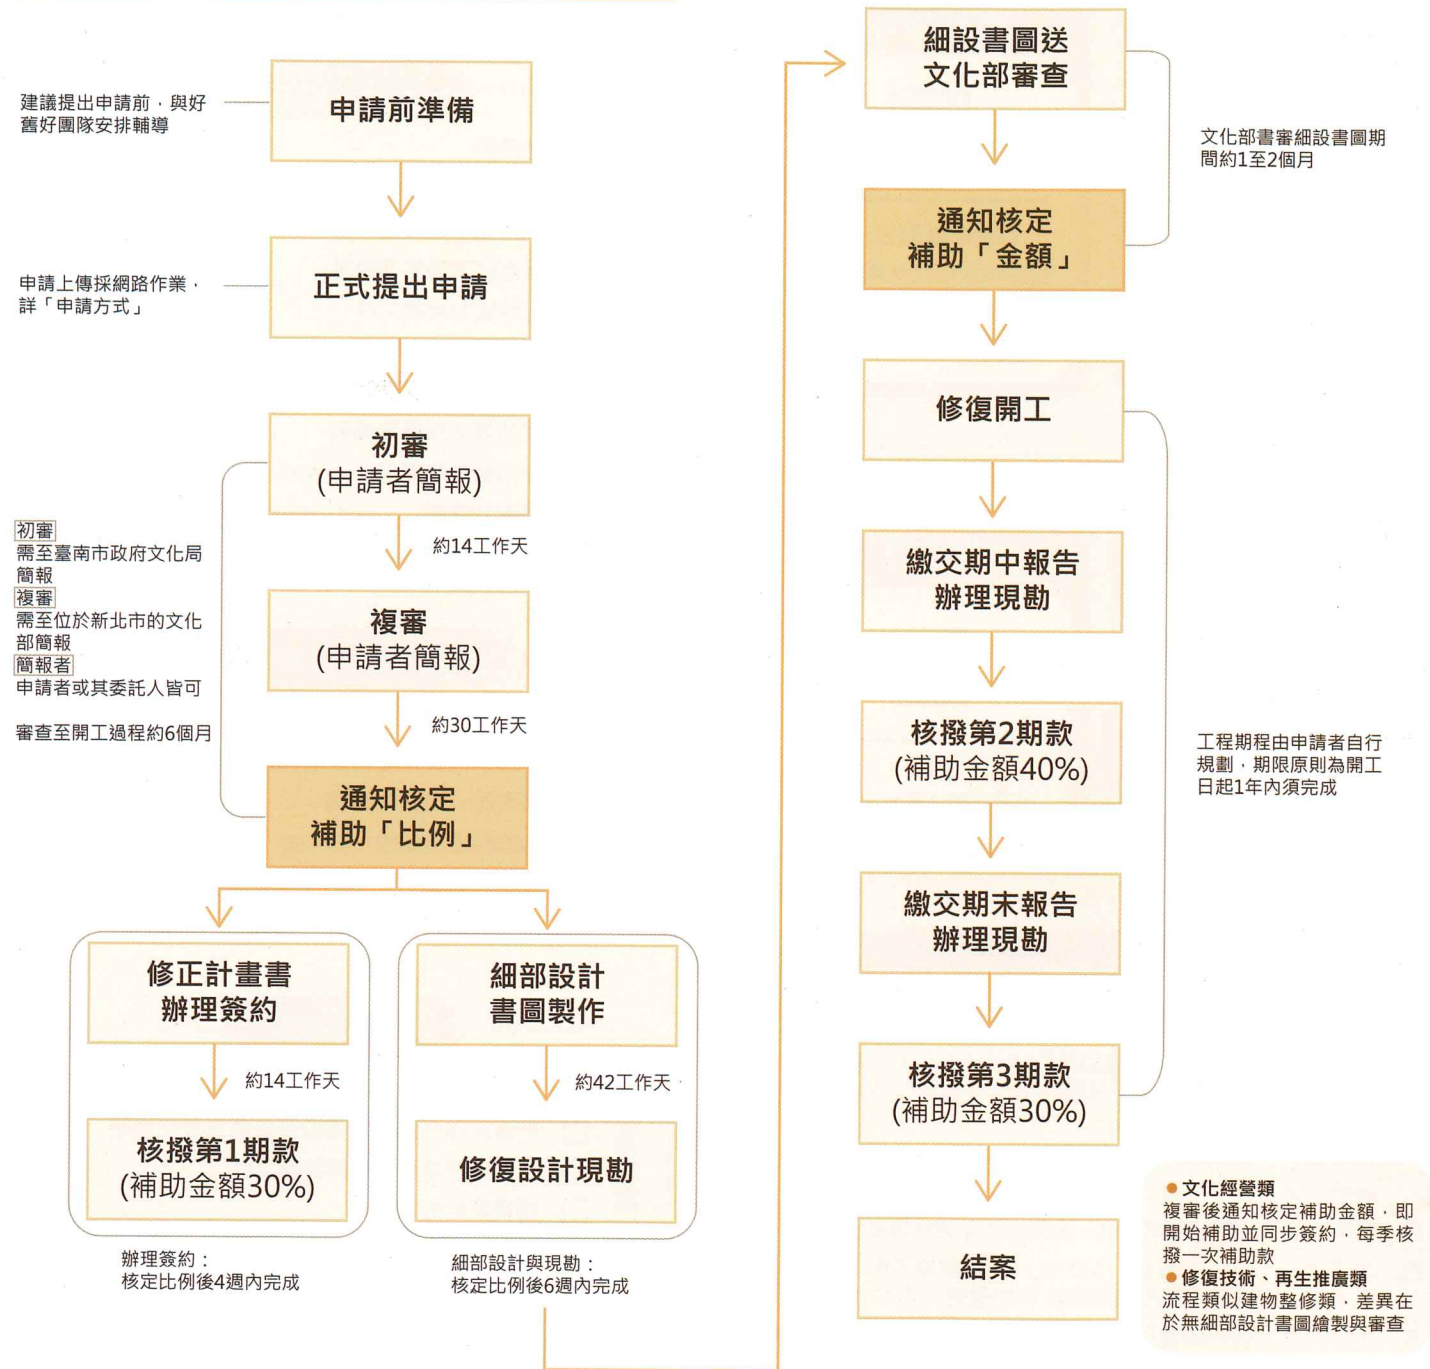 建議提出申請前，與好
舊好團隊安排輔導
申請前準備
申請上傳採網路作業，
詳「申請方式」
正式提出申請
初審
(申請者簡報)
約14工作天
初審
需至臺南市政府文化局
簡報
複審
需至位於新北市的文化
部簡報
簡報者
申請者或其委託人皆可
審查至開工過程約6個月
複審
(申請者簡報)
約30工作天
通知核定
補助「比例」
修正計畫書
辦理簽約
約14工作天
核撥第1期款
(補助金額30%)
辦理簽約：
核定比例後4週內完成
細部設計
書圖製作
約42工作天
修復設計現勘
細部設計與現勘：
核定比例後6週內完成
細設書圖送
文化部審查
文化部書審細設書圖期
間約1至2個月
通知核定
補助「金額」
修復開工
繳交期中報告
辦理現勘
核撥第2期款
(補助金額40%)
工程期程由申請者自行
規劃，期限原則為開工
日起1年內須完成
繳交期末報告
辦理現勘
核撥第3期款
(補助金額30%)
結案
●文化經營類
複審後通知核定補助金額，即
開始補助並同步簽約，每季核
撥一次補助款
●修復技術、再生推廣類
流程類似建物整修類，差異在
於無細部設計書圖繪製與審查